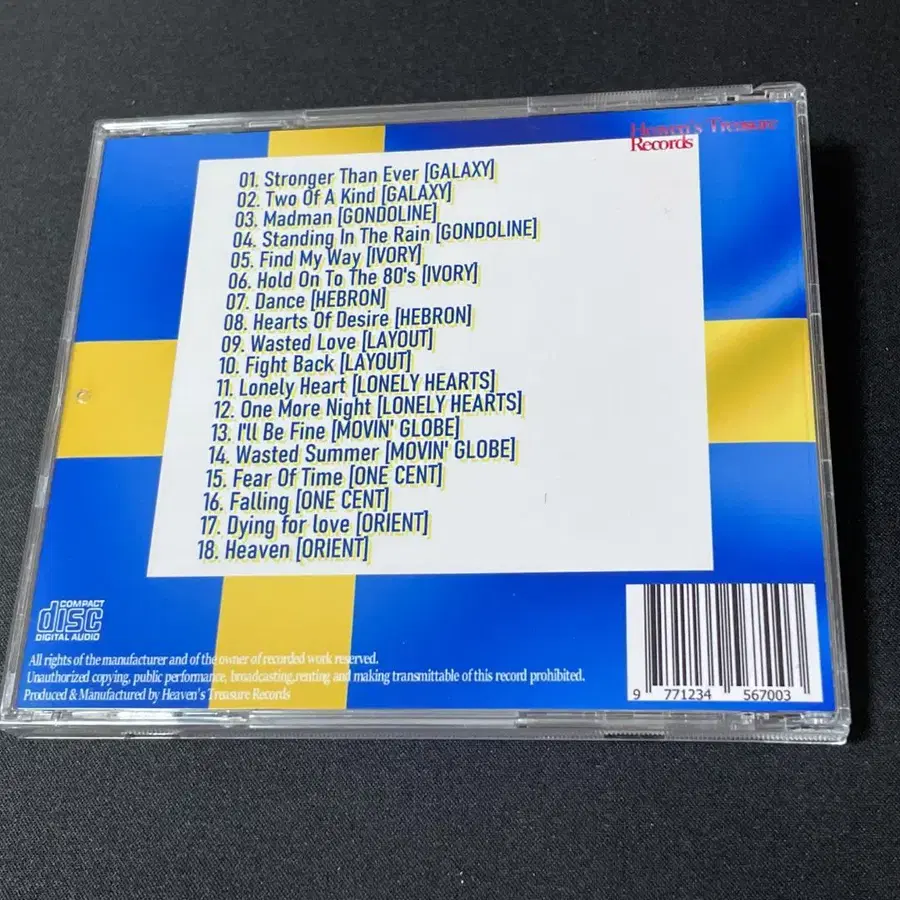 Heaven's Treasure
Records
01. Stronger Than Ever [GALAXY]
02. Two Of A Kind [GALAXY]
03. Madman [GONDOLINE]
04. Standing In The Rain [GONDOLINE]
05. Find My Way [IVORY]
06. Hold On To The 80's [IVORY]
07. Dance [HEBRON]
08. Hearts Of Desire [HEBRON]
09. Wasted Love [LAYOUT]
10. Fight Back [LAYOUT]
11. Lonely Heart [LONELY HEARTS]
12. One More Night [LONELY HEARTS]
13. I'll Be Fine [MOVIN' GLOBE]
14. Wasted Summer [MOVIN' GLOBE]
15. Fear Of Time [ONE CENT]
16. Falling [ONE CENT]
17. Dying for love [ORIENT]
18. Heaven [ORIENT]
COMPACT
disc
DIGITAL AUDIO
All rights of the manufacturer and of the owner of recorded work reserved.
Unauthorized copying, public performance, broadcasting,renting and making transmittable of this record prohibited.
Produced & Manufactured by Heaven's Treasure Records
9 771234 567003